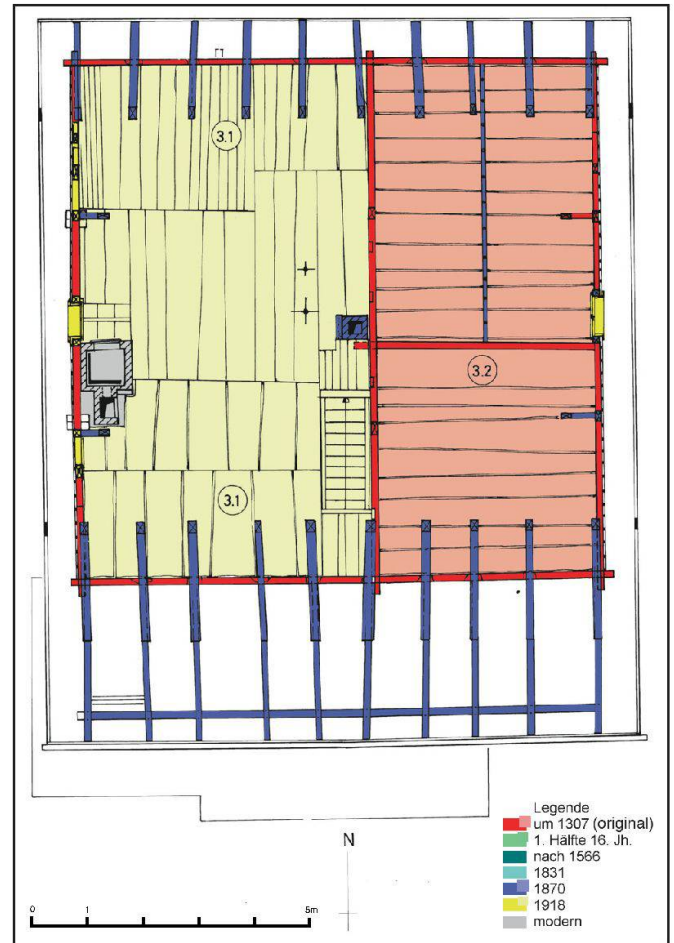 3.1
3.2
3.1
Legende
um 1307 (original)
1. Hälfte 16. Jh.
nach 1566
1831
1870
1918
modern
N
0 1 5m